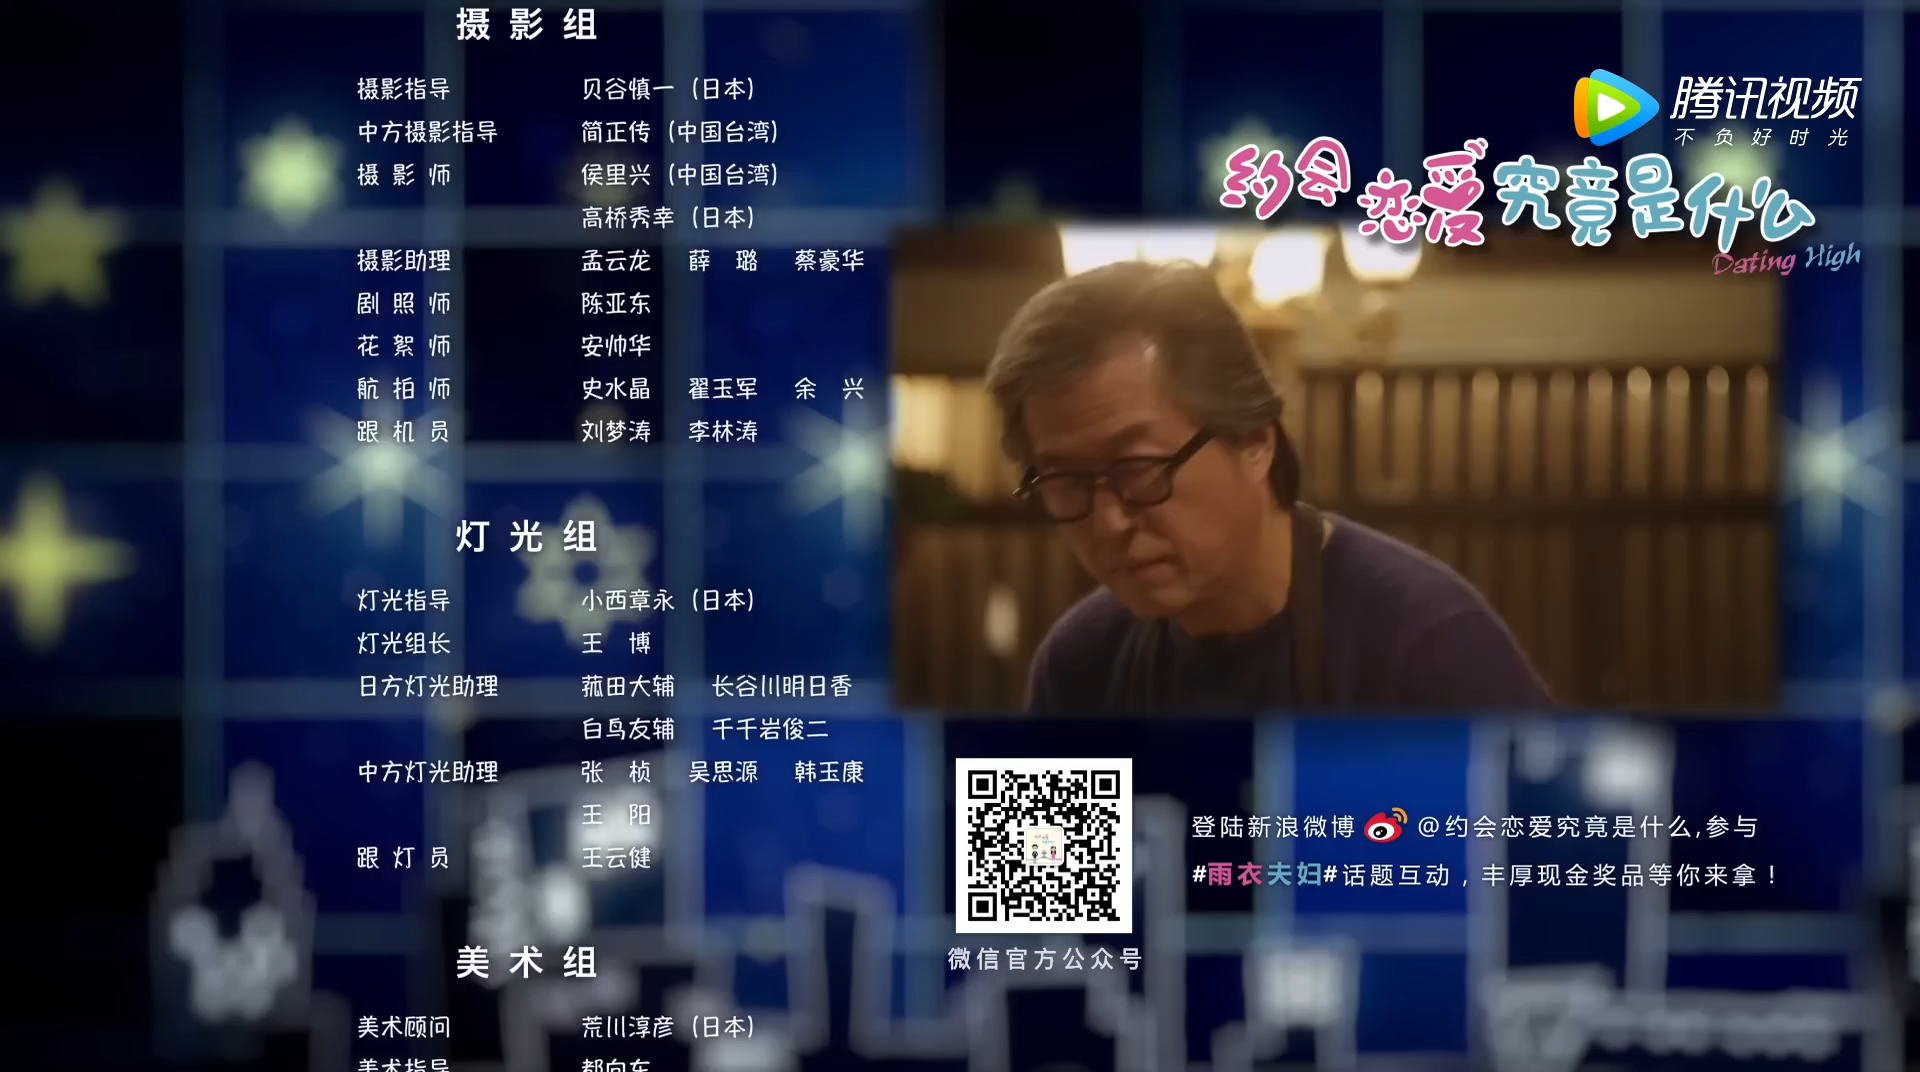 摄影组
摄影指导 贝谷慎一（日本）
中方摄影指导 简正传（中国台湾）
摄影师 侯里兴（中国台湾）
高桥秀幸（日本）
摄影助理 孟云龙 薛璐 蔡豪华
剧照师 陈亚东
花絮师 安帅华
航拍师 史水晶 翟玉军 余兴
跟机员 刘梦涛 李林涛
灯光组
灯光指导 小西章永（日本）
灯光组长 王博
日方灯光助理 菰田大辅 长谷川明日香
白鸟友辅 千千岩俊二
中方灯光助理 张桢 吴思源 韩玉康
王阳
跟灯员 王云健
美术组
美术顾问 荒川淳彦（日本）
美术指导 都向东
腾讯视频
不负好时光
约会恋爱究竟是什么
Dating High
微信官方公众号
登陆新浪微博 @约会恋爱究竟是什么,参与
#雨衣夫妇#话题互动，丰厚现金奖品等你来拿！